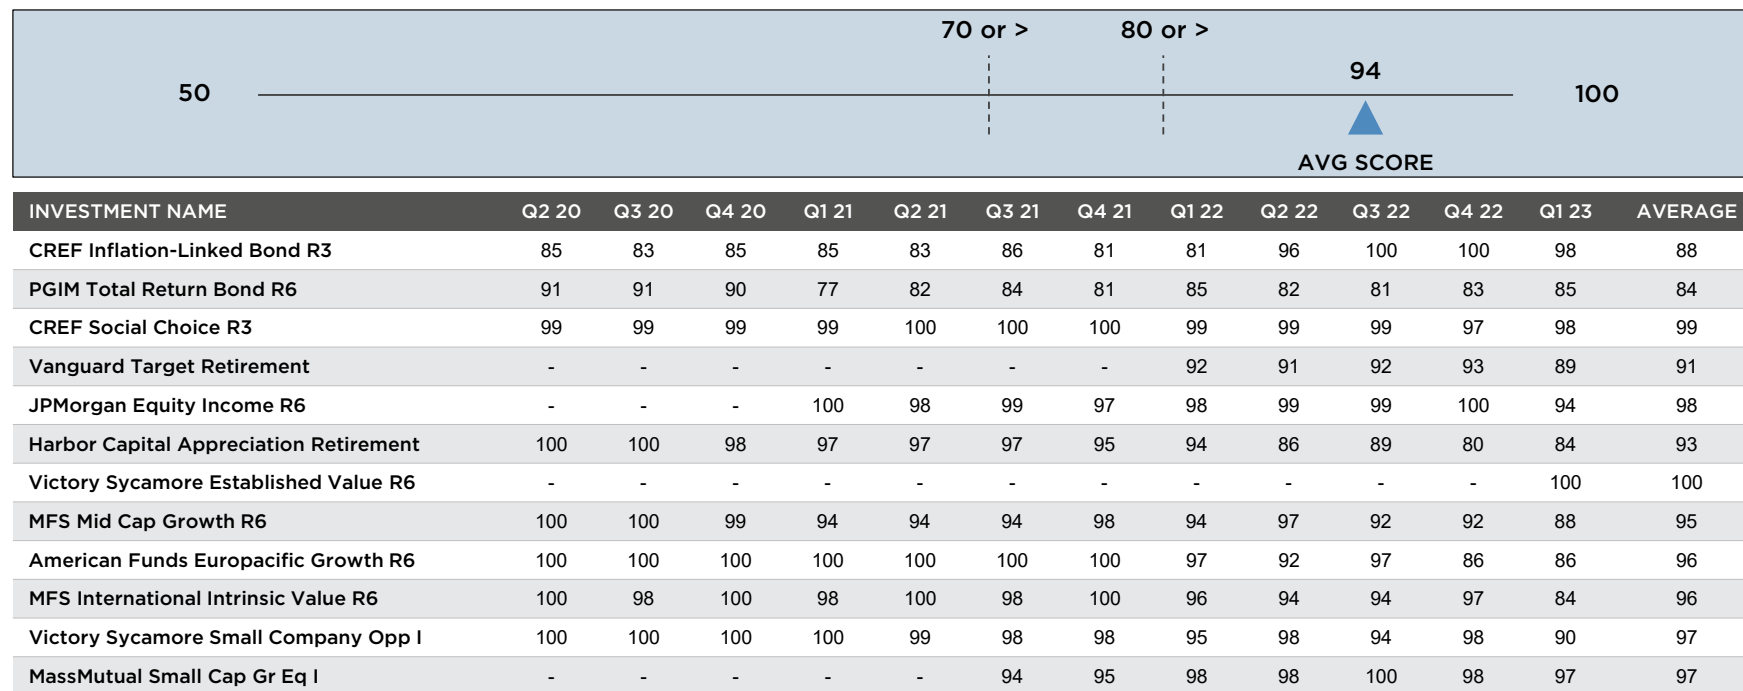 70 or > 80 or >
94
50 100
AVG SCORE
INVESTMENT NAME Q2 20 Q3 20 Q4 20 Q1 21 Q2 21 Q3 21 Q4 21 Q1 22 Q2 22 Q3 22 Q4 22 Q1 23 AVERAGE
CREF Inflation-Linked Bond R3 85 83 85 85 83 86 81 81 96 100 100 98 88
PGIM Total Return Bond R6 91 91 90 77 82 84 81 85 82 81 83 85 84
CREF Social Choice R3 99 99 99 99 100 100 100 99 99 99 97 98 99
Vanguard Target Retirement - - - - - - - 92 91 92 93 89 91
JPMorgan Equity Income R6 - - - 100 98 99 97 98 99 99 100 94 98
Harbor Capital Appreciation Retirement 100 100 98 97 97 97 95 94 86 89 80 84 93
Victory Sycamore Established Value R6 - - - - - - - - - - - 100 100
MFS Mid Cap Growth R6 100 100 99 94 94 94 98 94 97 92 92 88 95
American Funds Europacific Growth R6 100 100 100 100 100 100 100 97 92 97 86 86 96
MFS International Intrinsic Value R6 100 98 100 98 100 98 100 96 94 94 97 84 96
Victory Sycamore Small Company Opp I 100 100 100 100 99 98 98 95 98 94 98 90 97
MassMutual Small Cap Gr Eq I - - - - - 94 95 98 98 100 98 97 97